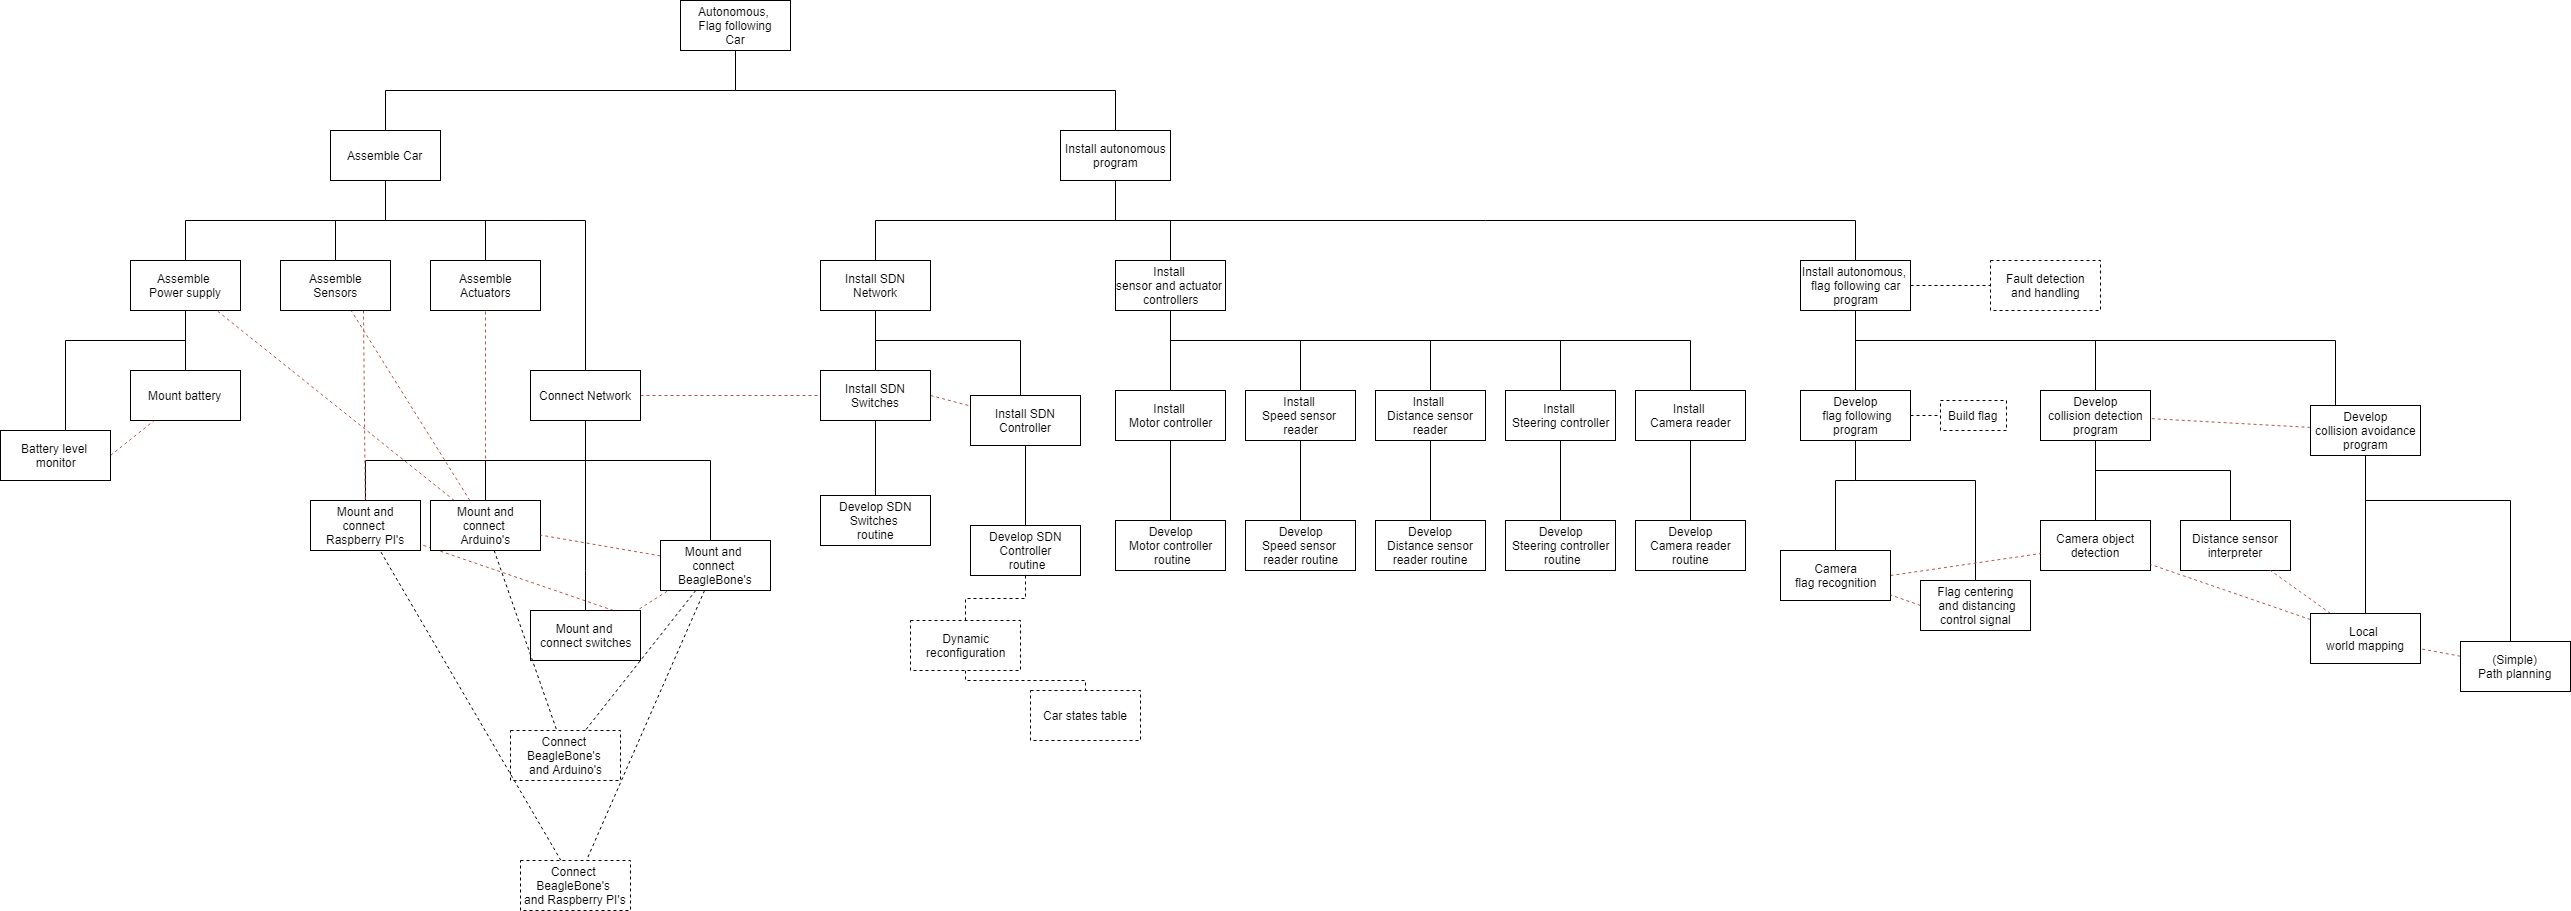 Autonomous,
Flag following
Car
Assemble Car
Install autonomous
program
Assemble
Power supply
Assemble
Sensors
Assemble
Actuators
Install SDN
Network
Install
sensor and actuator
controllers
Install autonomous,
flag following car
program
Fault detection
and handling
Mount battery
Connect Network
Install SDN
Switches
Install SDN
Controller
Install
Motor controller
Install
Speed sensor
reader
Install
Distance sensor
reader
Install
Steering controller
Install
Camera reader
Develop
flag following
program
Build flag
Develop
collision detection
program
Develop
collision avoidance
program
Battery level
monitor
Mount and
connect
Raspberry PI's
Mount and
connect
Arduino's
Mount and
connect
BeagleBone's
Develop SDN
Switches
routine
Develop SDN
Controller
routine
Develop
Motor controller
routine
Develop
Speed sensor
reader routine
Develop
Distance sensor
reader routine
Develop
Steering controller
routine
Develop
Camera reader
routine
Camera
flag recognition
Flag centering
and distancing
control signal
Camera object
detection
Distance sensor
interpreter
Mount and
connect switches
Dynamic
reconfiguration
Local
world mapping
(Simple)
Path planning
Car states table
Connect
BeagleBone's
and Arduino's
Connect
BeagleBone's
and Raspberry PI's